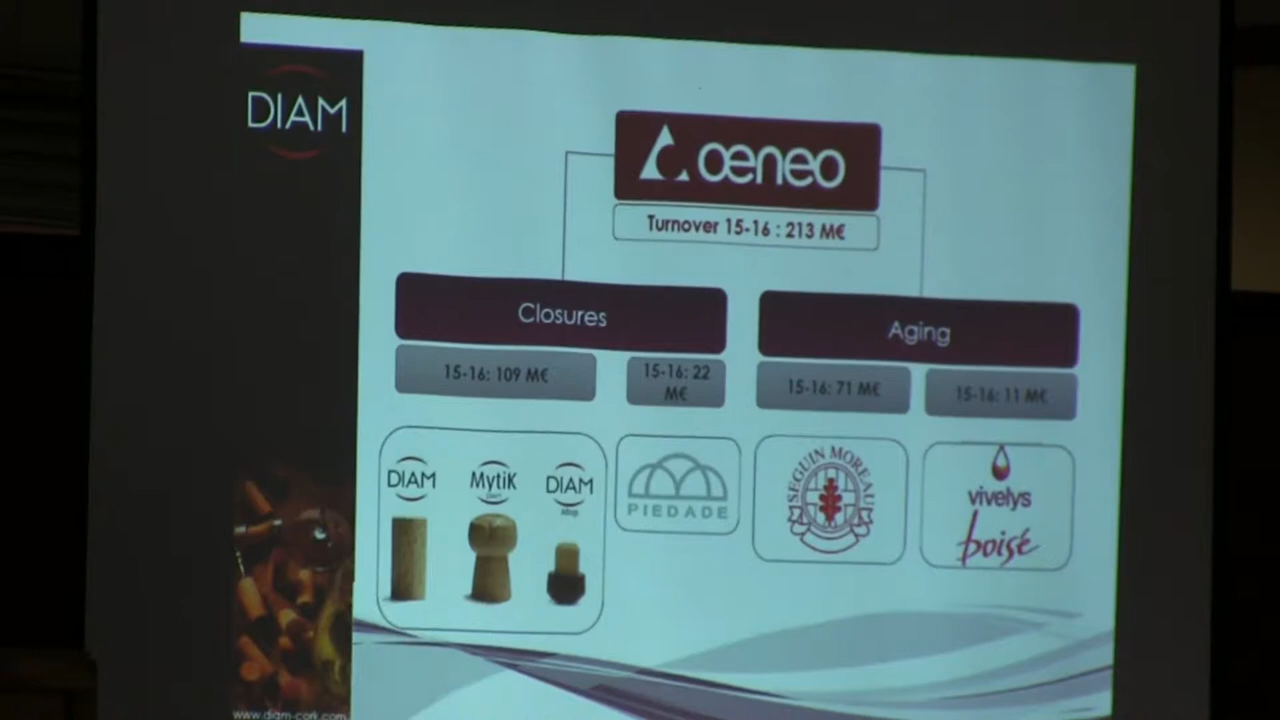 DIAM
œneo
Turnover 15-16 : 213 M€
Closures
Aging
15-16: 109 M€
15-16: 22
M€
15-16: 71 M€
15-16: 11 M€
DIAM
MytiK
DIAM
PIEDADE
SEGUIN MOREAU
vivelys
boisé
www.diam-cork.com